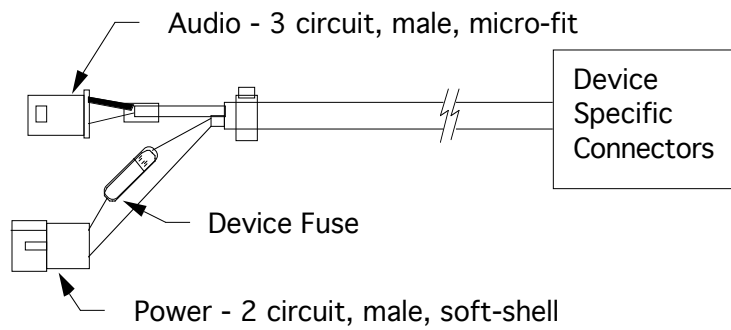 Audio - 3 circuit, male, micro-fit
Device
Specific
Connectors
Device Fuse
Power - 2 circuit, male, soft-shell